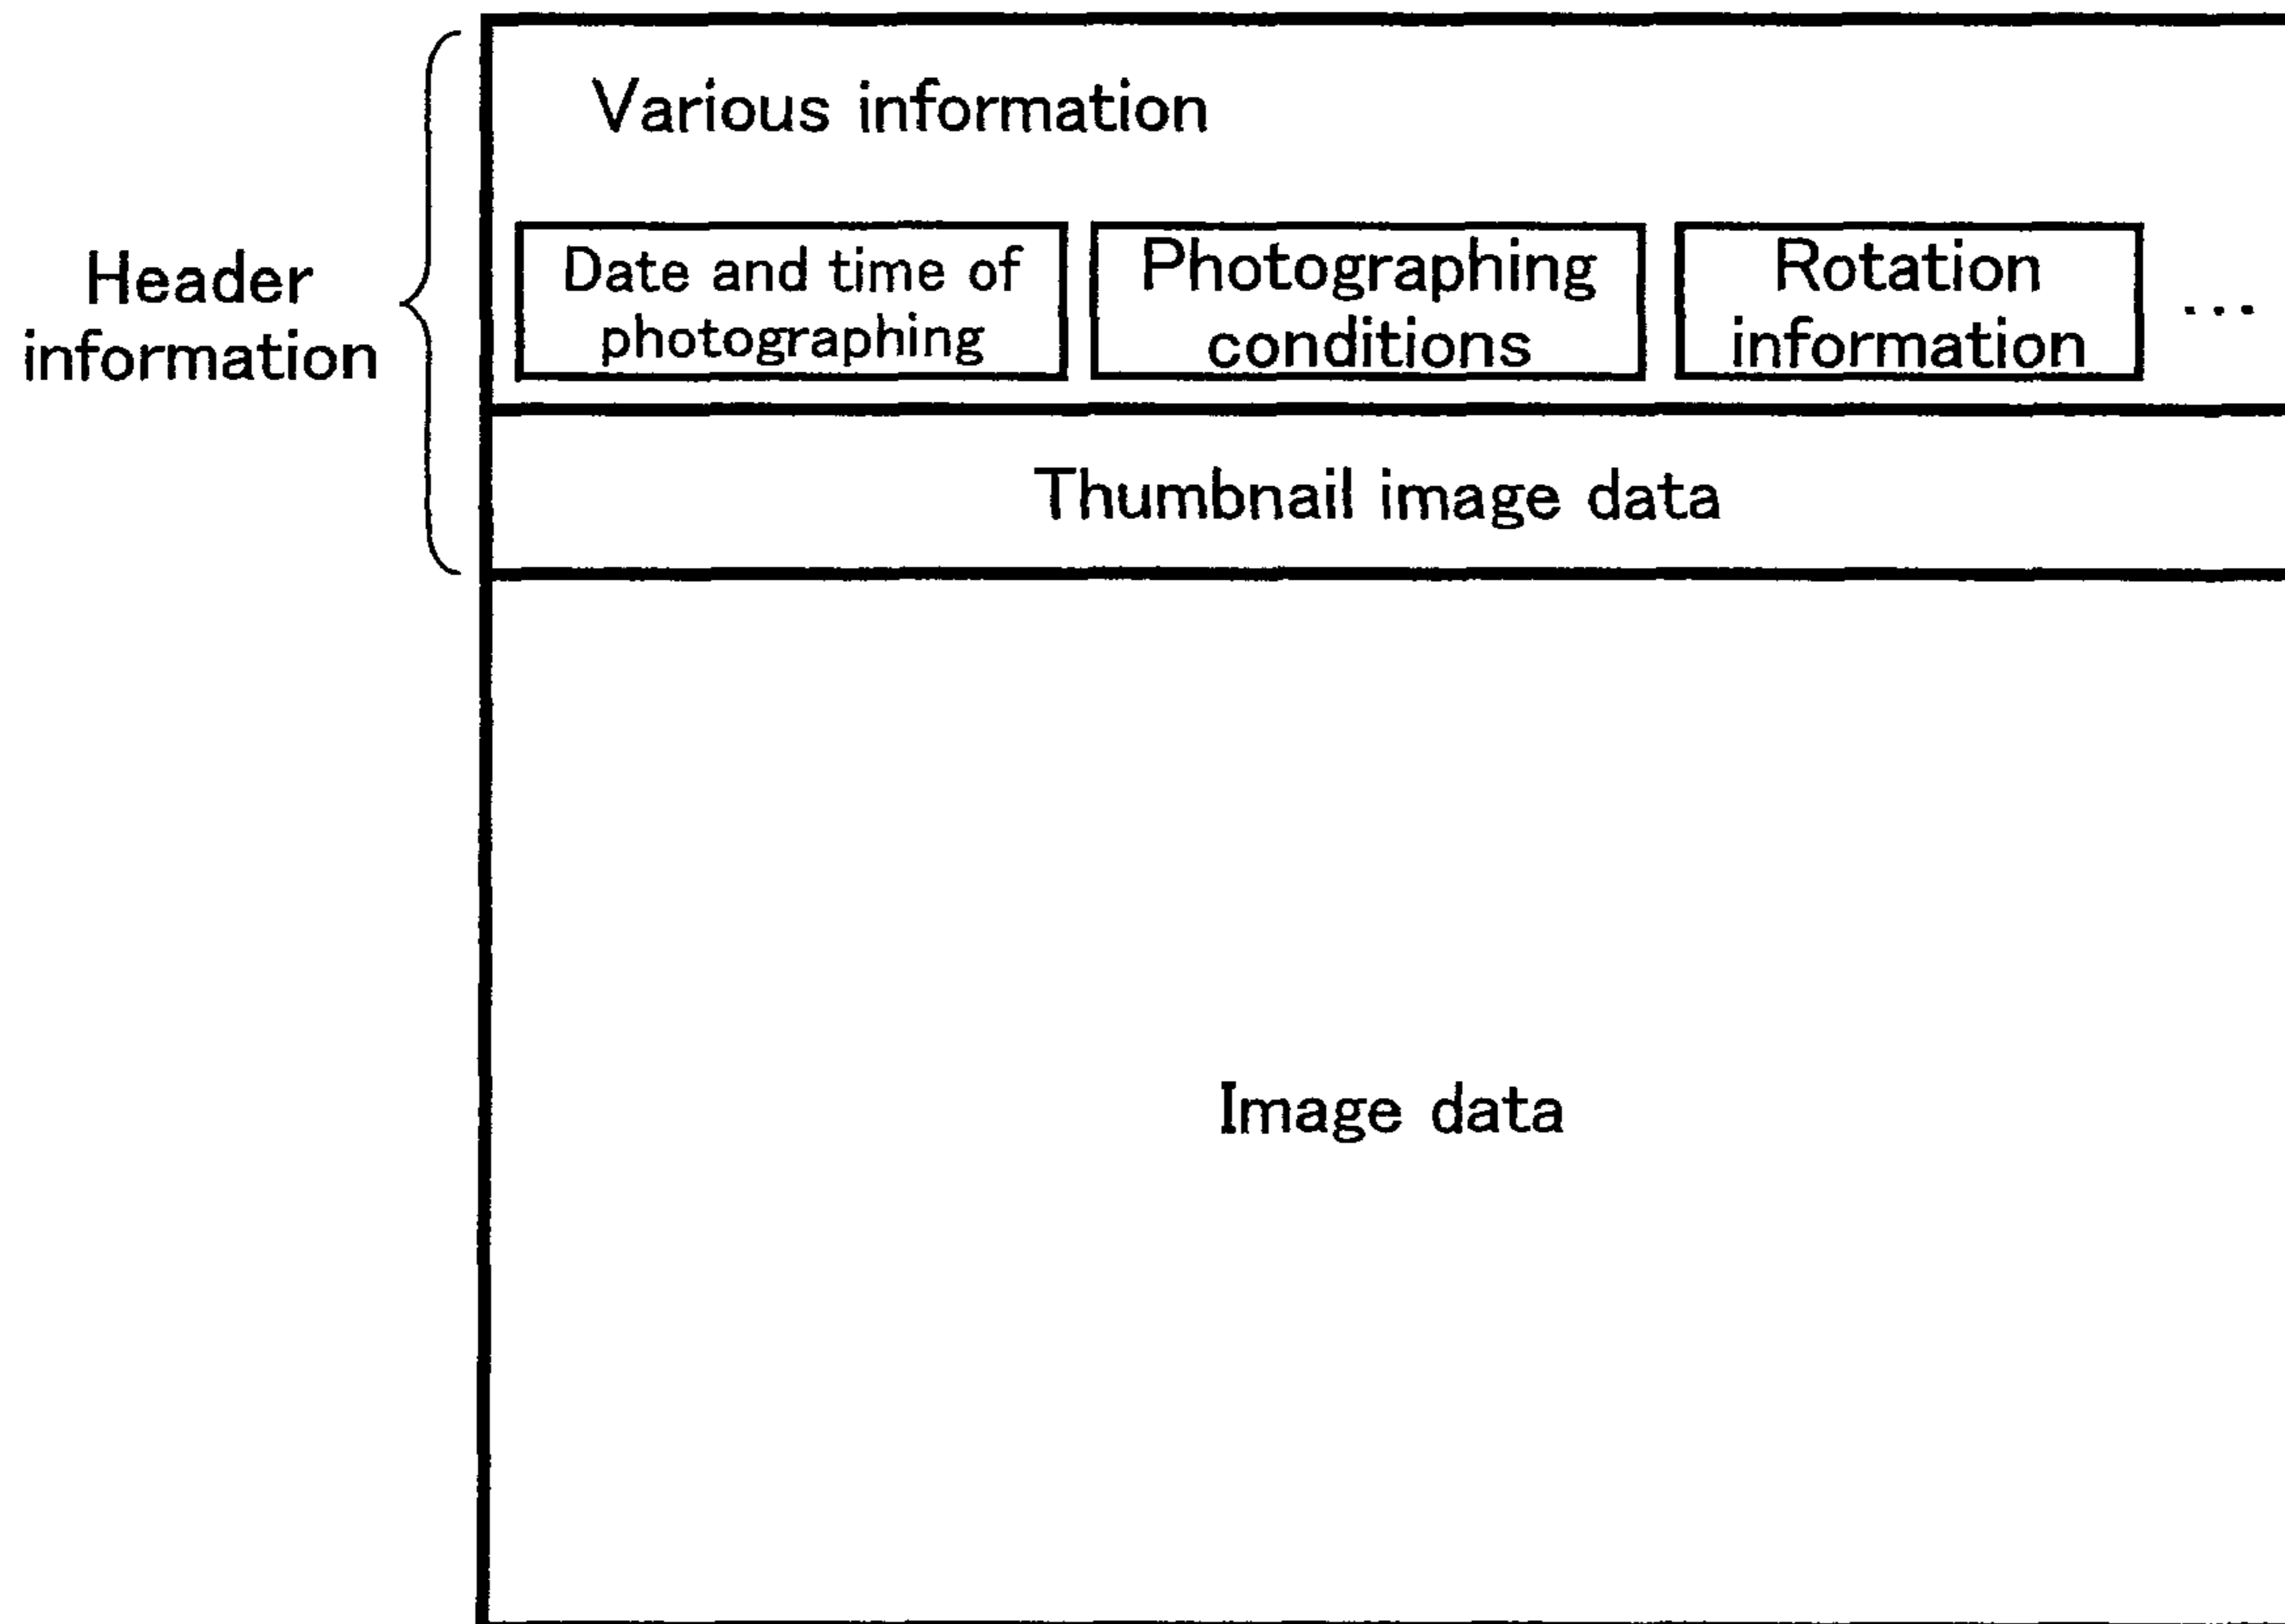 Various information
Header
information
Date and time of
photographing
Photographing
conditions
Rotation
information
...
Thumbnail image data
Image data